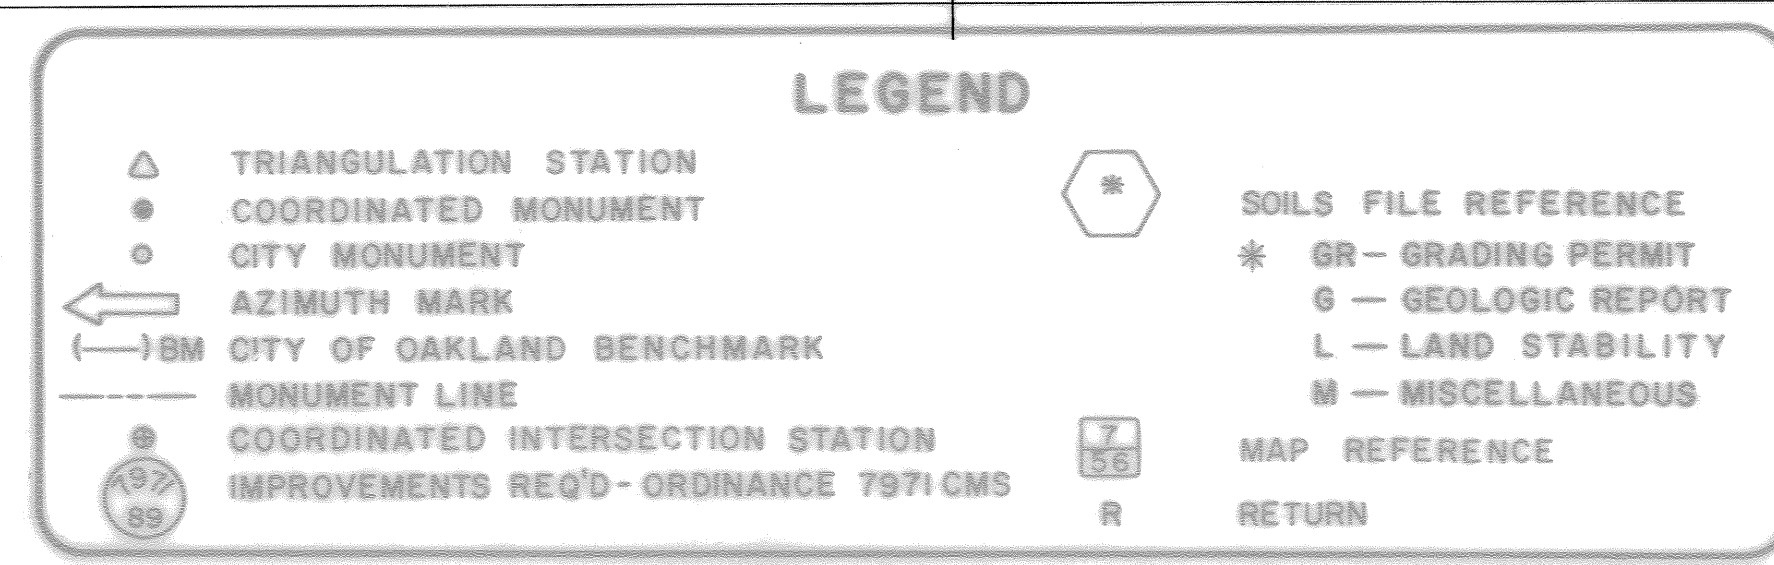 LEGEND
TRIANGULATION STATION
COORDINATED MONUMENT
CITY MONUMENT
AZIMUTH MARK
(——) BM CITY OF OAKLAND BENCHMARK
MONUMENT LINE
COORDINATED INTERSECTION STATION
7971
89
IMPROVEMENTS REQ'D - ORDINANCE 7971 CMS
*
SOILS FILE REFERENCE
* GR — GRADING PERMIT
G — GEOLOGIC REPORT
L — LAND STABILITY
M — MISCELLANEOUS
7
56
MAP REFERENCE
R RETURN